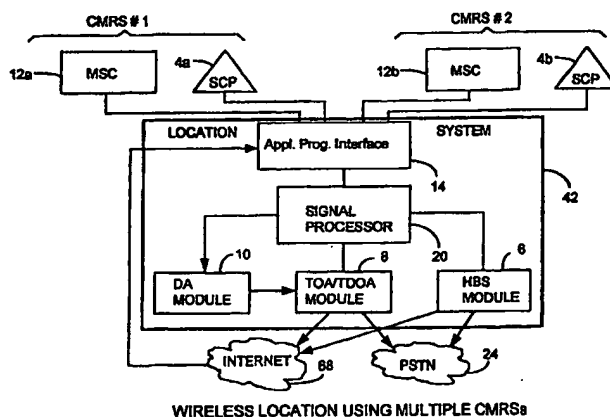 CMRS # 1
CMRS # 2
12a
MSC
4a
SCP
12b
MSC
4b
SCP
LOCATION
SYSTEM
Appl. Prog. Interface
14
42
SIGNAL
PROCESSOR
20
10
8
6
DA
MODULE
TOA/TDOA
MODULE
HBS
MODULE
INTERNET
68
PSTN
24
WIRELESS LOCATION USING MULTIPLE CMRSs